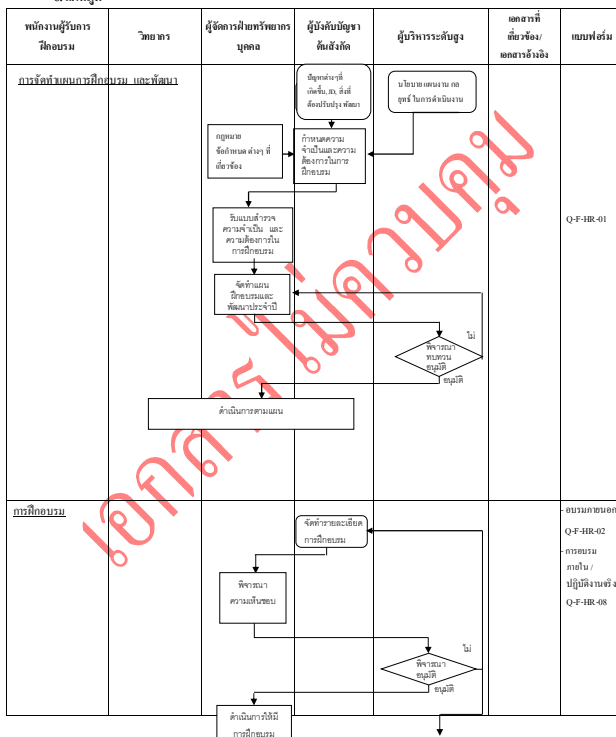 พนักงานผู้รับการ
ฝึกอบรม
วิทยากร
ผู้จัดการฝ่ายทรัพยากร
บุคคล
ผู้บังคับบัญชา
ต้นสังกัด
ผู้บริหารระดับสูง
เอกสารที่
เกี่ยวข้อง/
เอกสารอ้างอิง
แบบฟอร์ม
การจัดทำแผนการฝึกอบรม และพัฒนา
ปัญหาต่างๆที่
เกิดขึ้น, JD, สิ่งที่
ต้องปรับปรุง พัฒนา
นโยบาย แผนงาน กล
ยุทธ์ ในการดำเนินงาน
กฎหมาย
ข้อกำหนด ต่างๆ ที่
เกี่ยวข้อง
กำหนดความ
จำเป็นและความ
ต้องการในการ
ฝึกอบรม
รับแบบสำรวจ
ความจำเป็น และ
ความต้องการใน
การฝึกอบรม
Q-F-HR-01
จัดทำแผน
ฝึกอบรมและ
พัฒนาประจำปี
ไม่
พิจารณา
ทบทวน
อนุมัติ
อนุมัติ
ดำเนินการตามแผน
เอกสารไม่ควบคุม
การฝึกอบรม
จัดทำรายละเอียด
การฝึกอบรม
- อบรมภายนอก
Q-F-HR-02
- การอบรม
ภายใน /
ปฏิบัติงานจริง
Q-F-HR-08
พิจารณา
ความเห็นชอบ
ไม่
พิจารณา
อนุมัติ
อนุมัติ
ดำเนินการให้มี
การฝึกอบรม